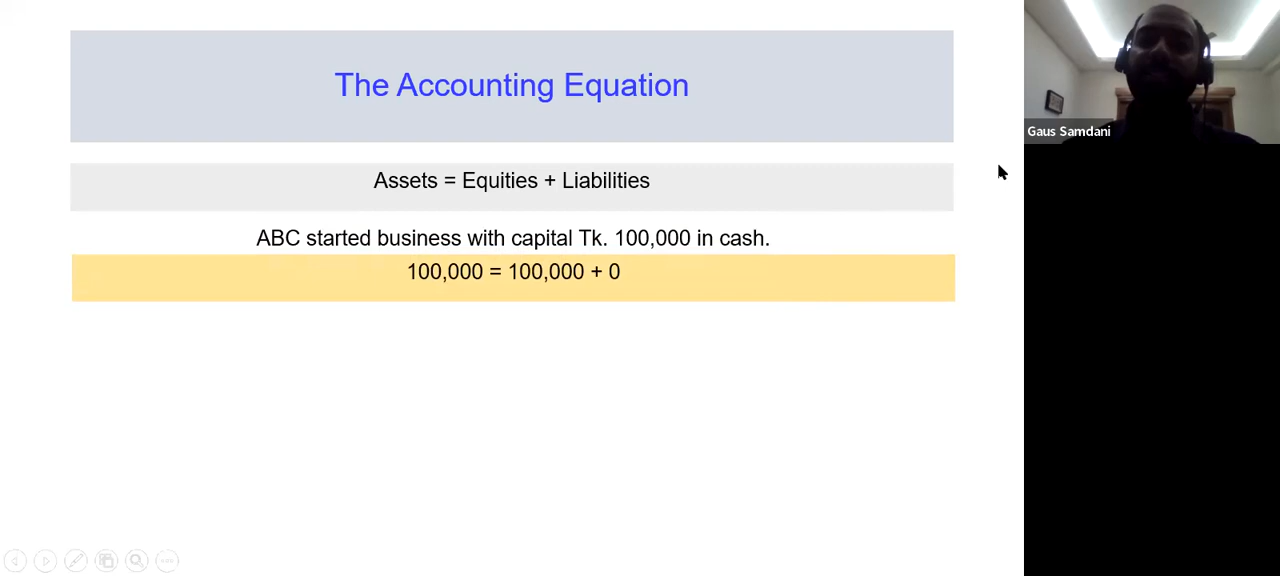 The Accounting Equation
Assets = Equities + Liabilities
ABC started business with capital Tk. 100,000 in cash.
100,000 = 100,000 + 0
Gaus Samdani